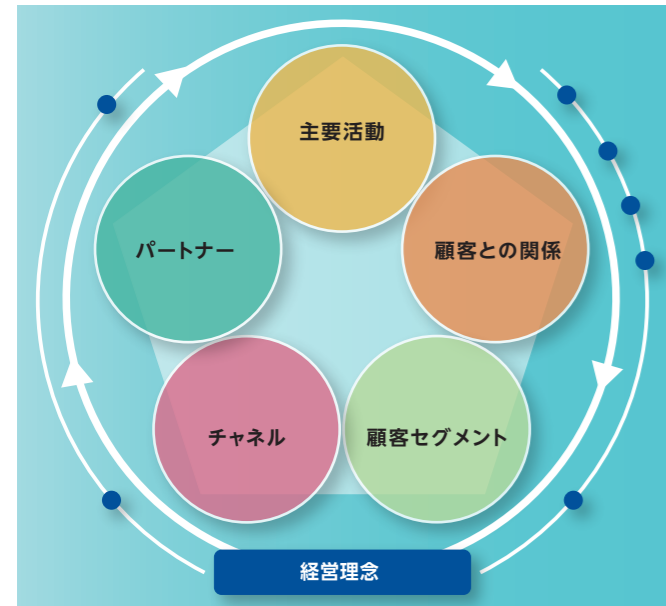 主要活動
パートナー
顧客との関係
チャネル
顧客セグメント
経営理念